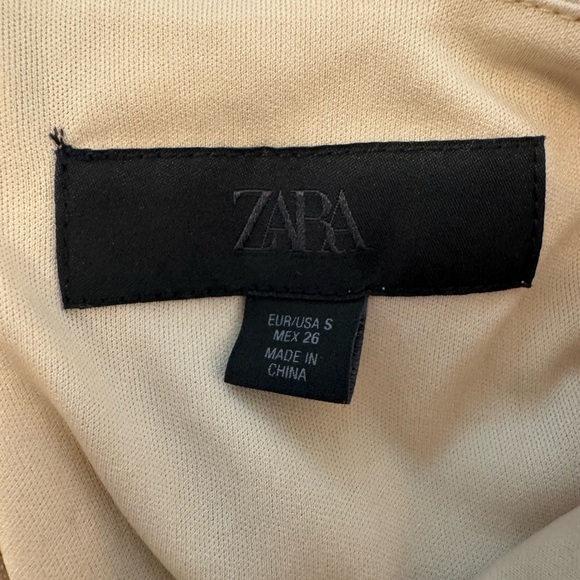 ZARA
EUR/USA S
MEX 26
MADE IN
CHINA